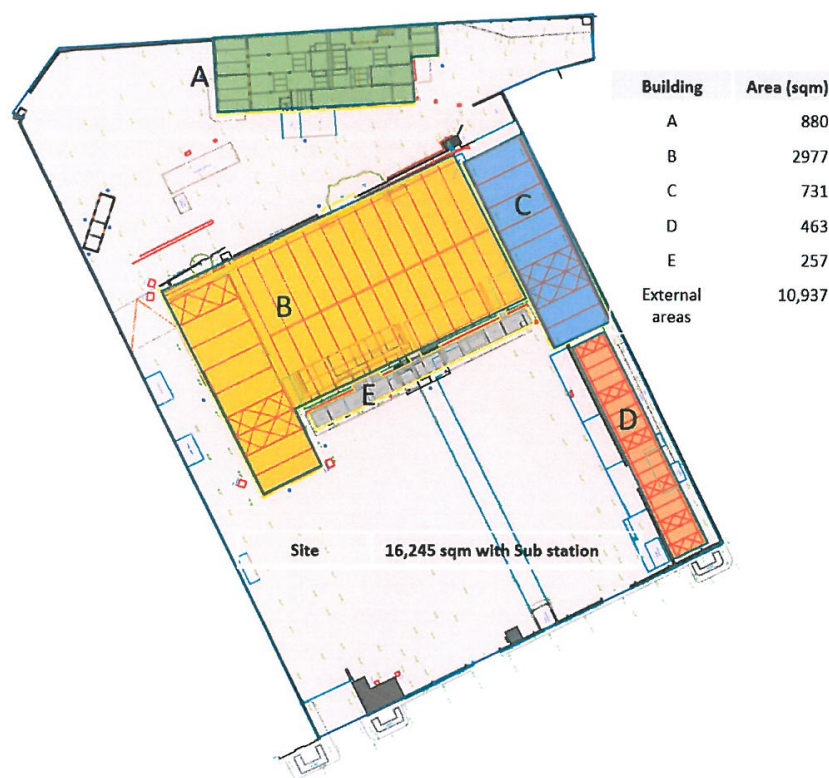 A
Building Area (sqm)
A 880
B 2977
C 731
D 463
E 257
External areas 10,937
C
B
E
D
Site 16,245 sqm with Sub station